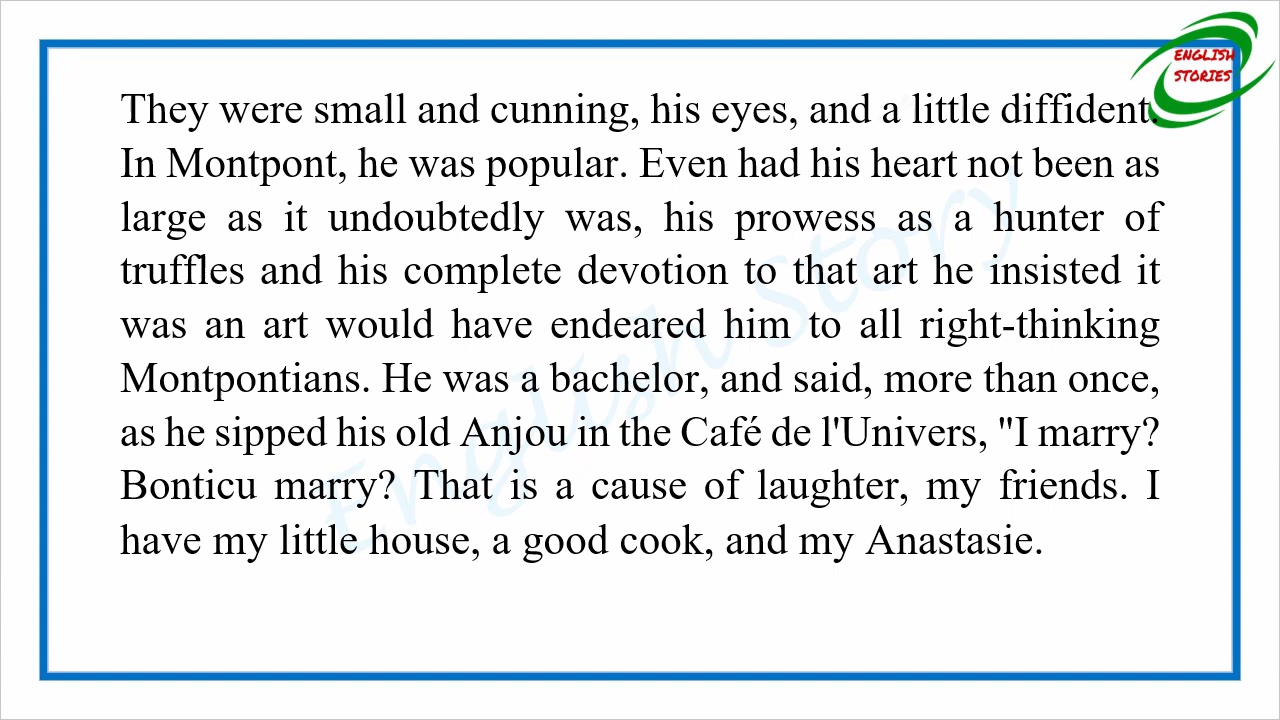 ENGLISH
STORIES
They were small and cunning, his eyes, and a little diffident.
In Montpont, he was popular. Even had his heart not been as
large as it undoubtedly was, his prowess as a hunter of
truffles and his complete devotion to that art he insisted it
was an art would have endeared him to all right-thinking
Montpontians. He was a bachelor, and said, more than once,
as he sipped his old Anjou in the Café de l'Univers, "I marry?
Bonticu marry? That is a cause of laughter, my friends. I
have my little house, a good cook, and my Anastasie.
English Story